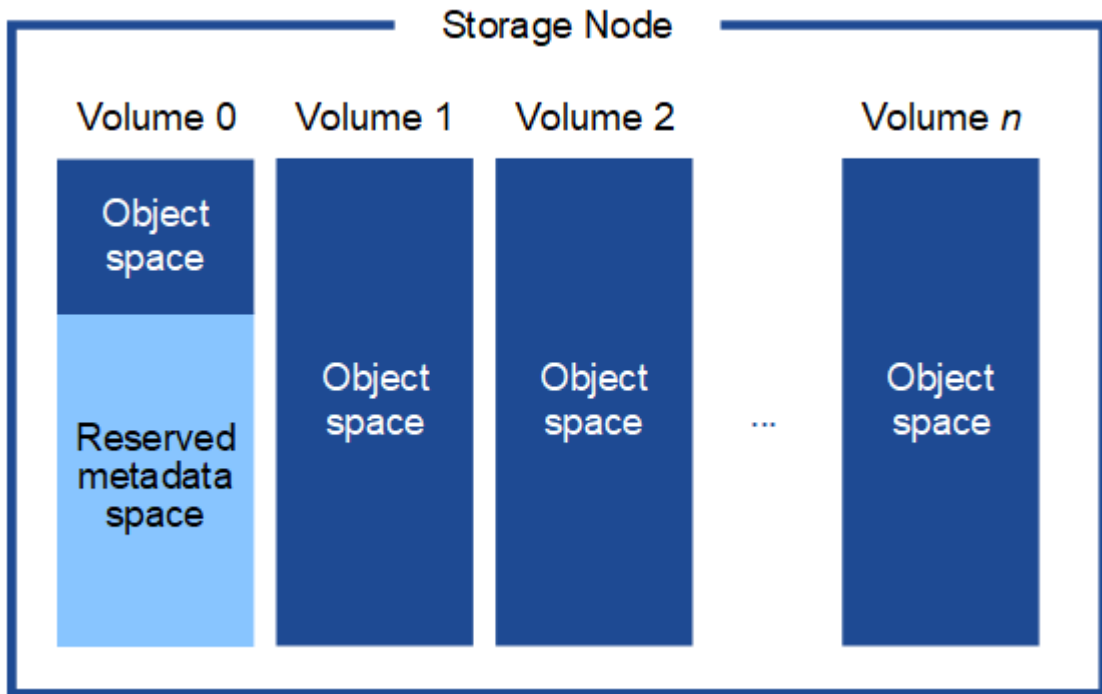 Storage Node
Volume 0
Volume 1
Volume 2
Volume n
Object
space
Reserved
metadata
space
Object
space
Object
space
...
Object
space